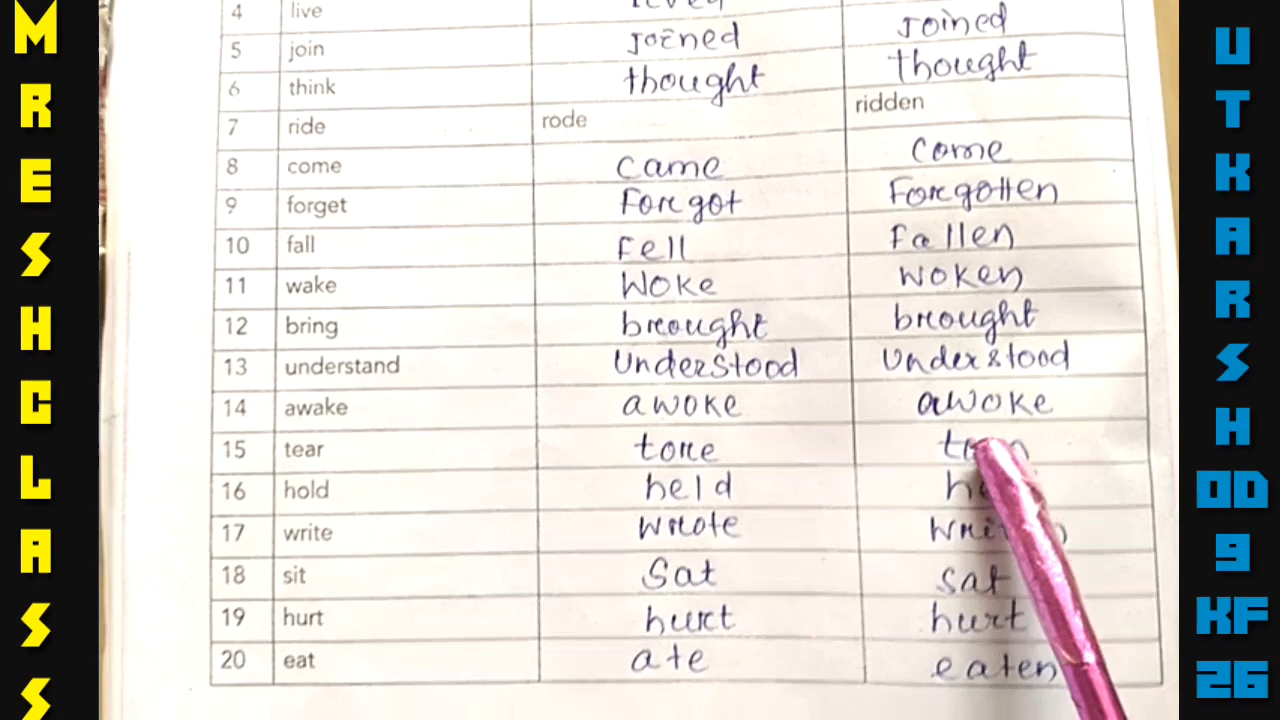 MRESHCLASS
4 live
5 join Joined Joined
6 think thought thought
7 ride rode ridden
8 come came come
9 forget Forgot Forgotten
10 fall Fell Fallen
11 wake Woke Woken
12 bring brought brought
13 understand Understood Understood
14 awake awoke awoke
15 tear tore
16 hold held
17 write wrote
18 sit Sat sat
19 hurt hurt hurt
20 eat ate eaten
UTKARSH0D9KF26